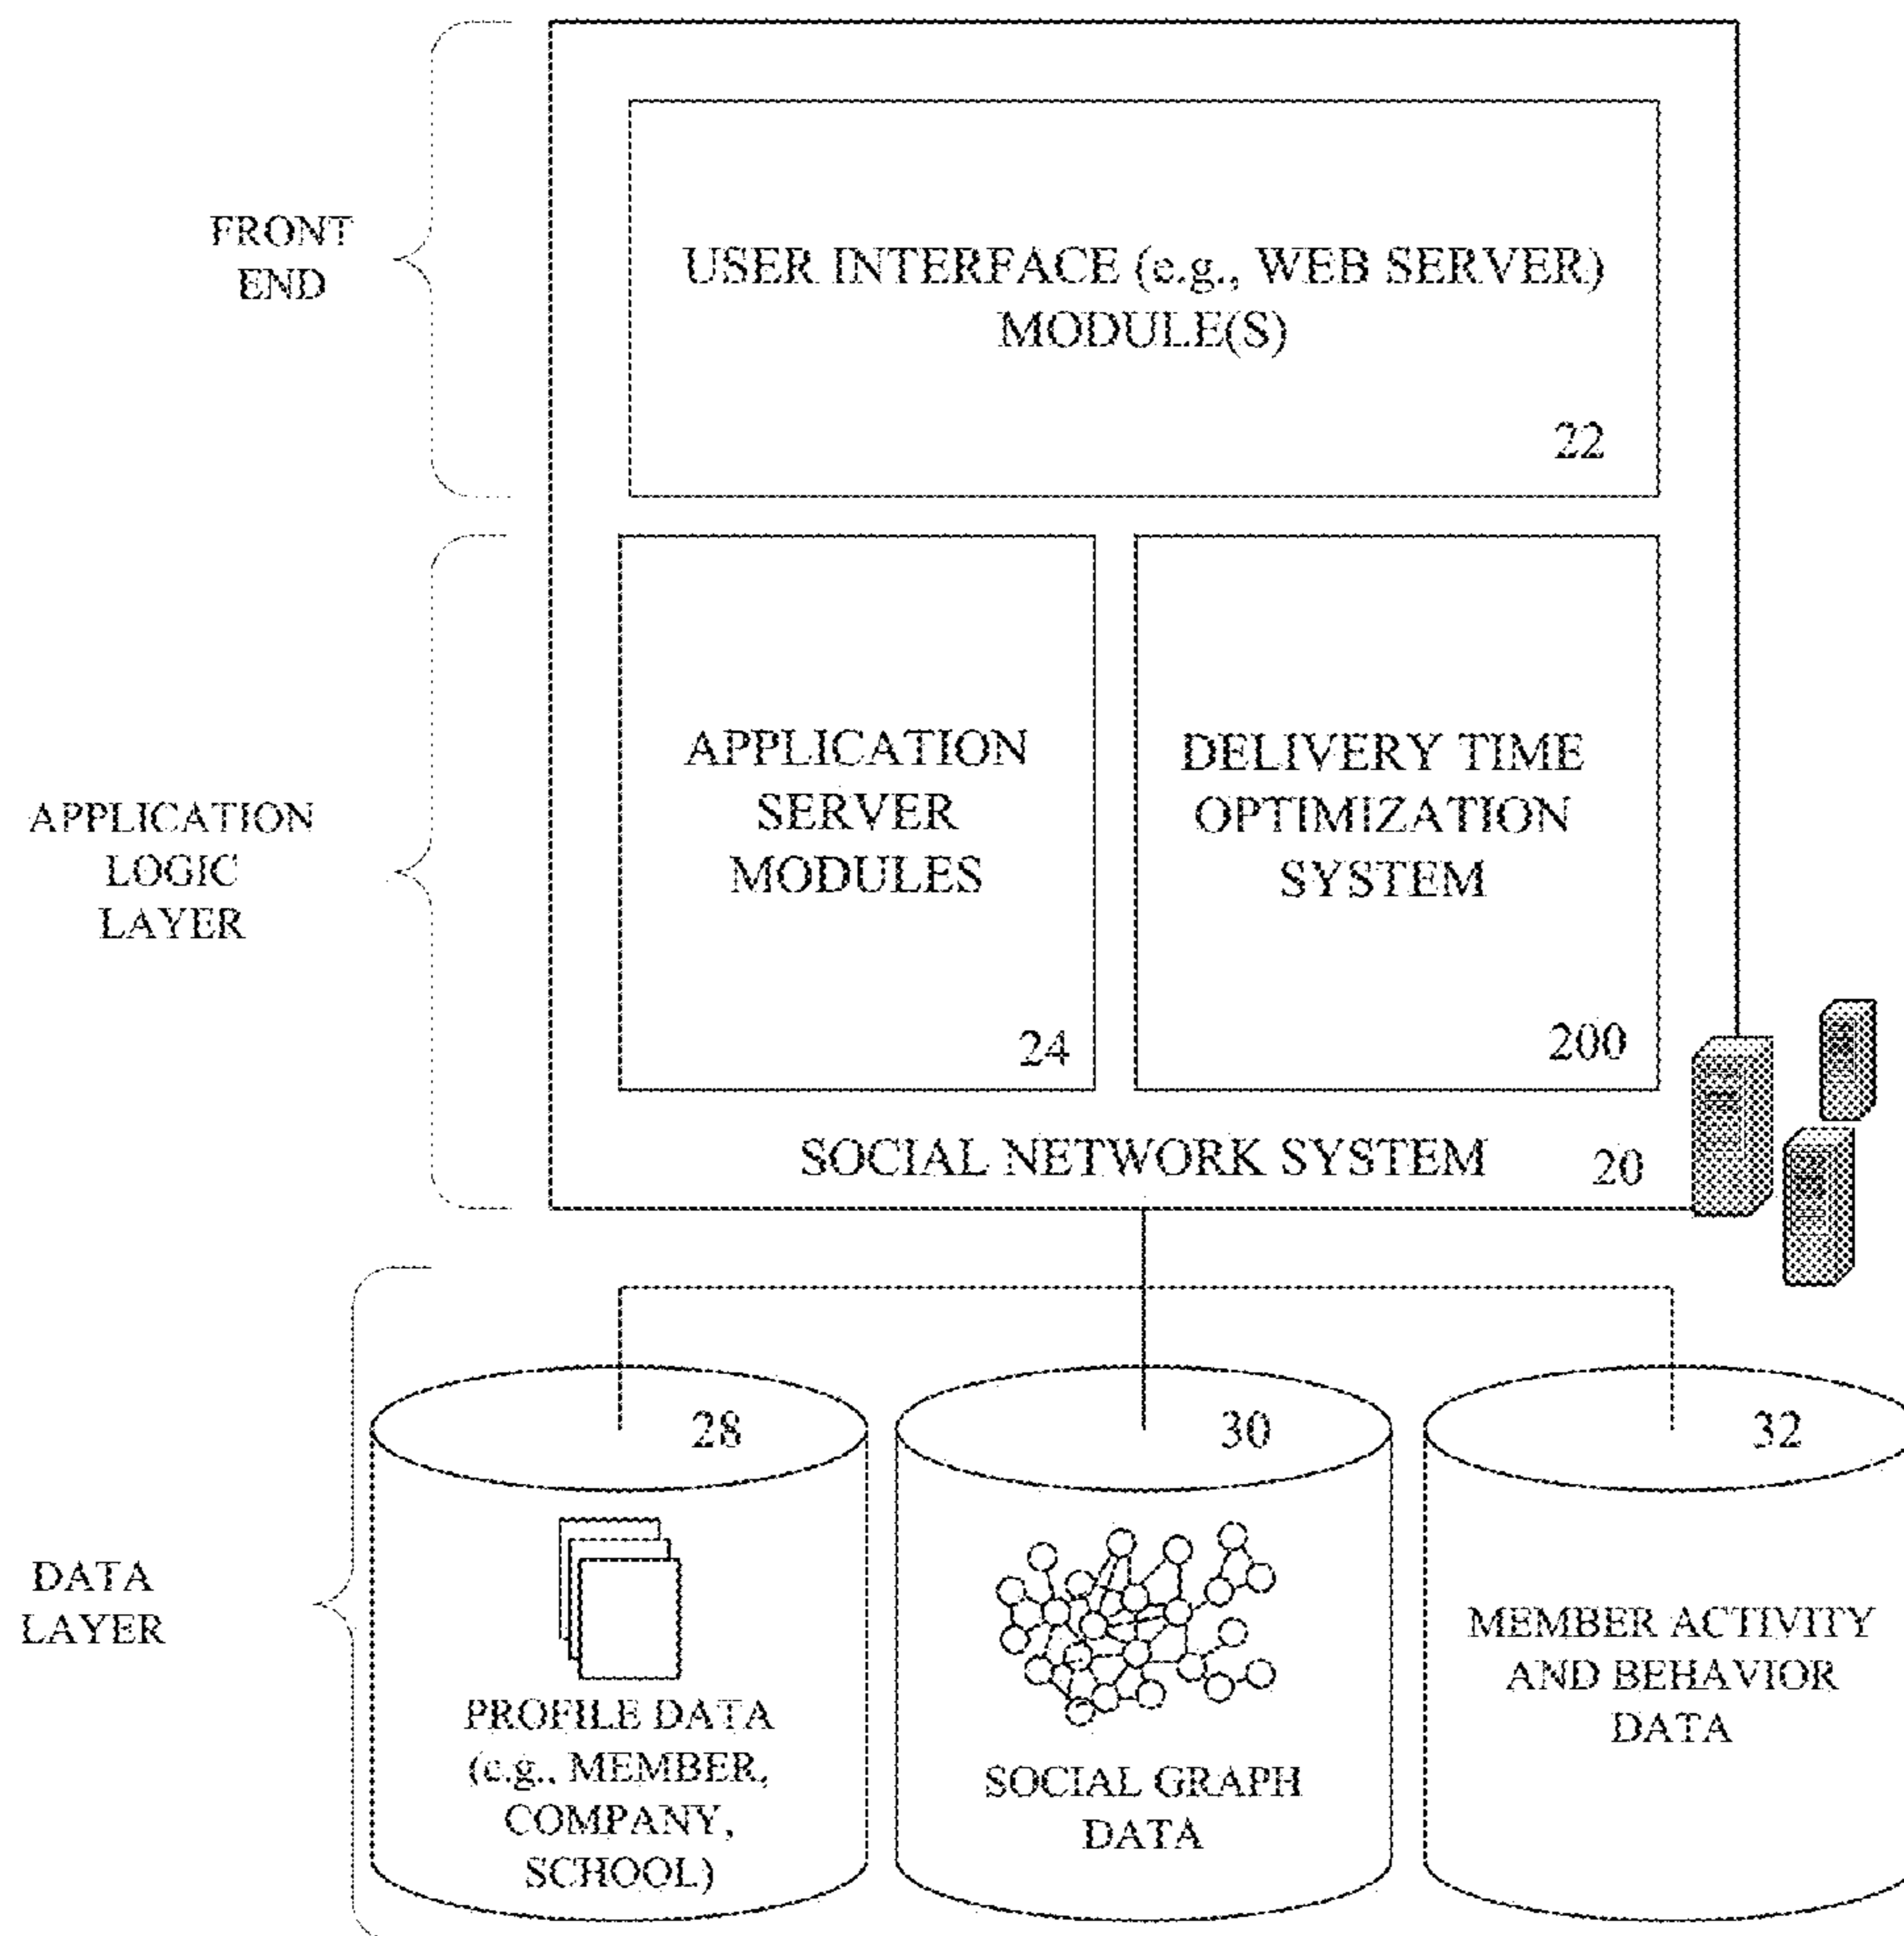 FRONT
END
USER INTERFACE (e.g., WEB SERVER)
MODULE(S)
22
APPLICATION
LOGIC
LAYER
APPLICATION
SERVER
MODULES
24
DELIVERY TIME
OPTIMIZATION
SYSTEM
200
SOCIAL NETWORK SYSTEM
20
DATA
LAYER
28
PROFILE DATA
(e.g., MEMBER,
COMPANY,
SCHOOL)
30
SOCIAL GRAPH
DATA
32
MEMBER ACTIVITY
AND BEHAVIOR
DATA